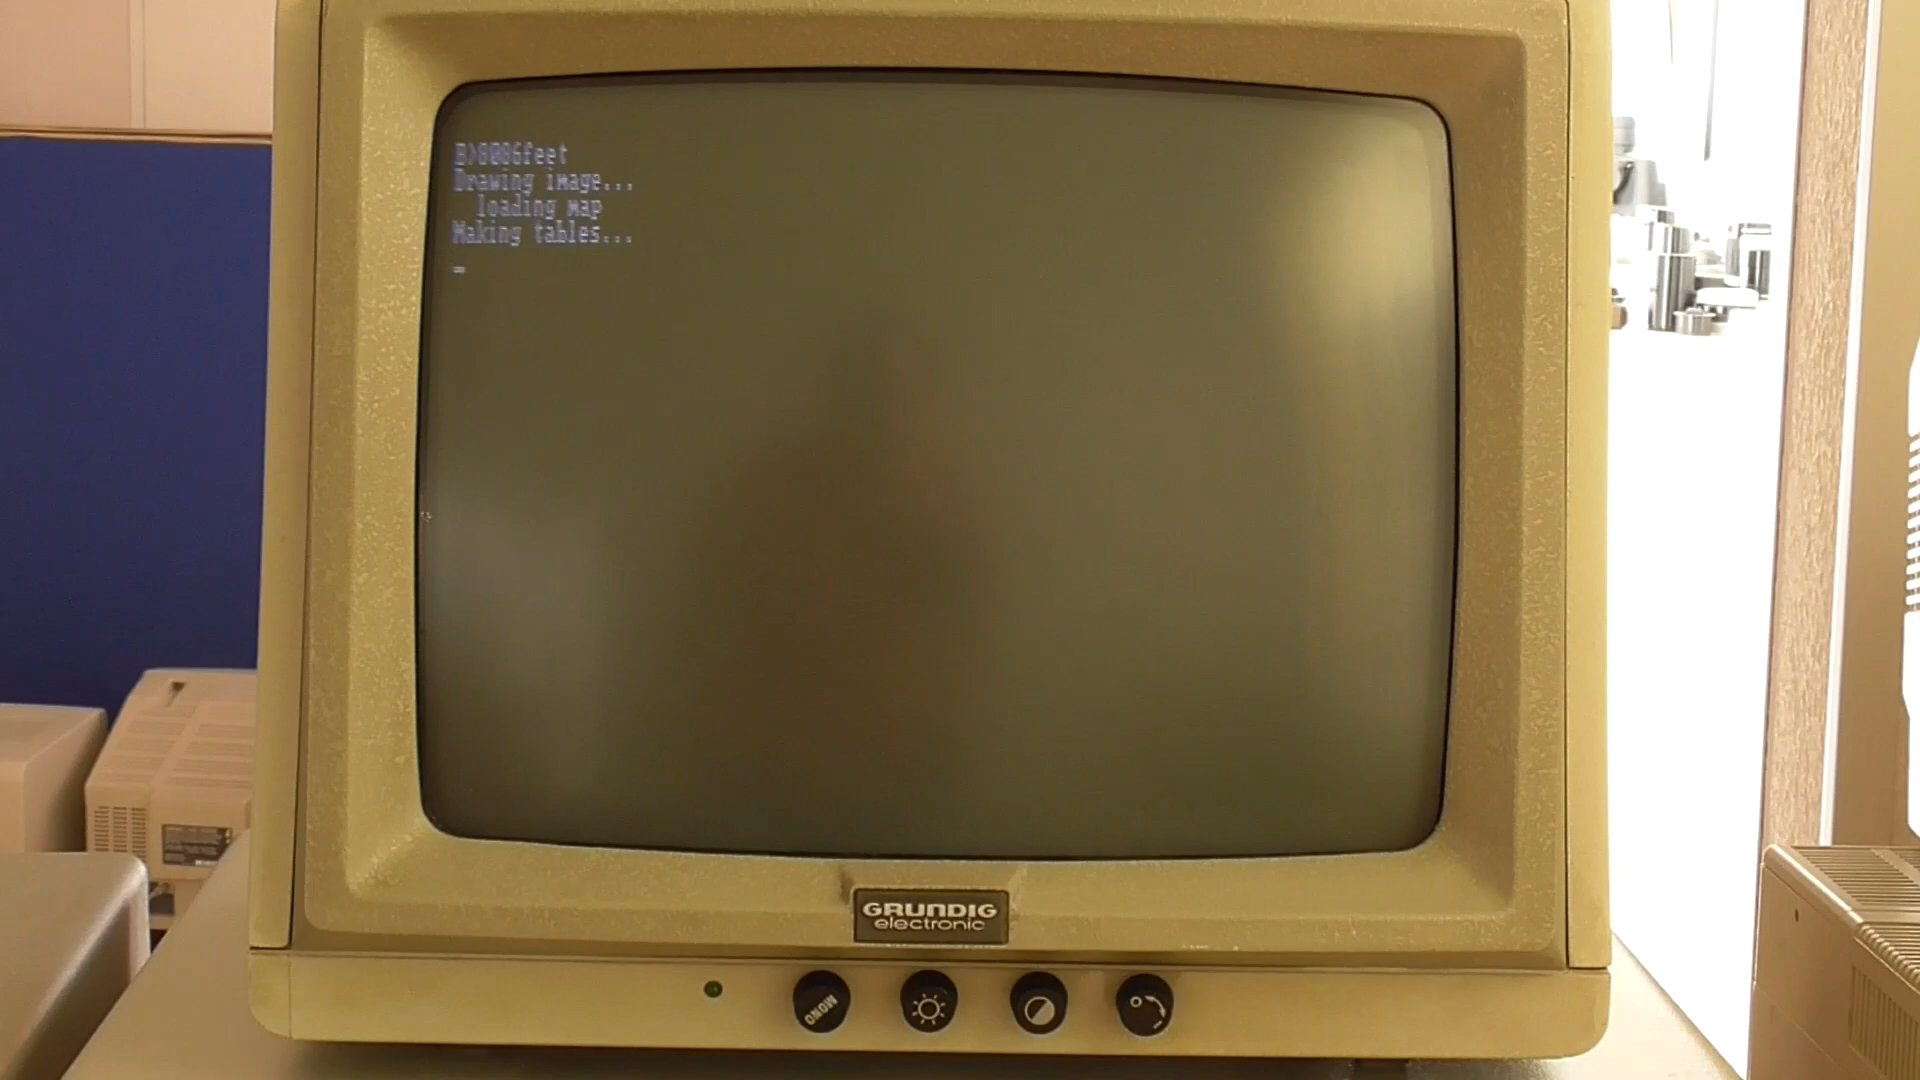 B>8086feet
Drawing image...
loading map
Making tables...
GRUNDIG
electronic
MONO